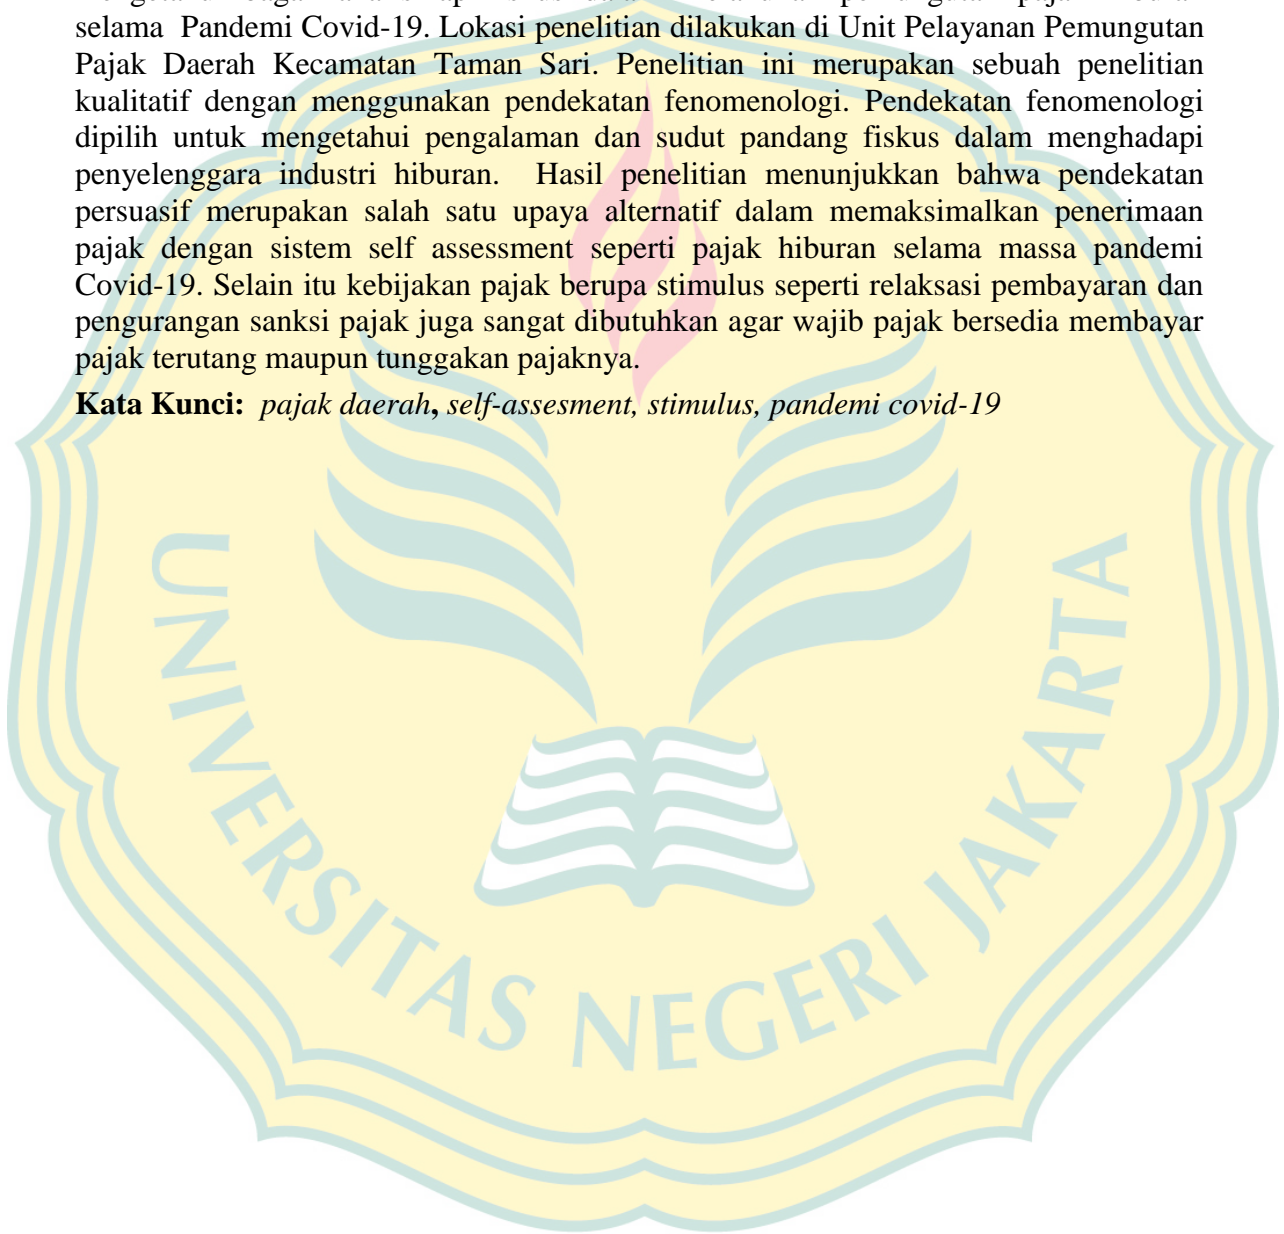 selama Pandemi Covid-19. Lokasi penelitian dilakukan di Unit Pelayanan Pemungutan
Pajak Daerah Kecamatan Taman Sari. Penelitian ini merupakan sebuah penelitian
kualitatif dengan menggunakan pendekatan fenomenologi. Pendekatan fenomenologi
dipilih untuk mengetahui pengalaman dan sudut pandang fiskus dalam menghadapi
penyelenggara industri hiburan. Hasil penelitian menunjukkan bahwa pendekatan
persuasif merupakan salah satu upaya alternatif dalam memaksimalkan penerimaan
pajak dengan sistem self assessment seperti pajak hiburan selama massa pandemi
Covid-19. Selain itu kebijakan pajak berupa stimulus seperti relaksasi pembayaran dan
pengurangan sanksi pajak juga sangat dibutuhkan agar wajib pajak bersedia membayar
pajak terutang maupun tunggakan pajaknya.
Kata Kunci: pajak daerah, self-assesment, stimulus, pandemi covid-19
UNIVERSITAS NEGERI JAKARTA